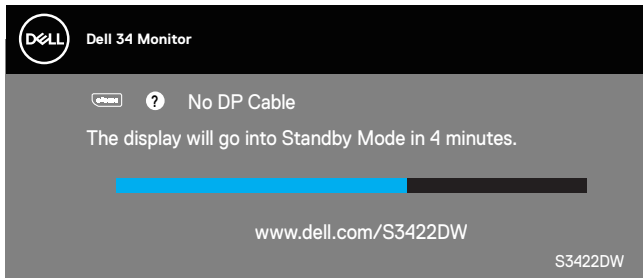 DELL
Dell 34 Monitor
? No DP Cable
The display will go into Standby Mode in 4 minutes.
www.dell.com/S3422DW
S3422DW